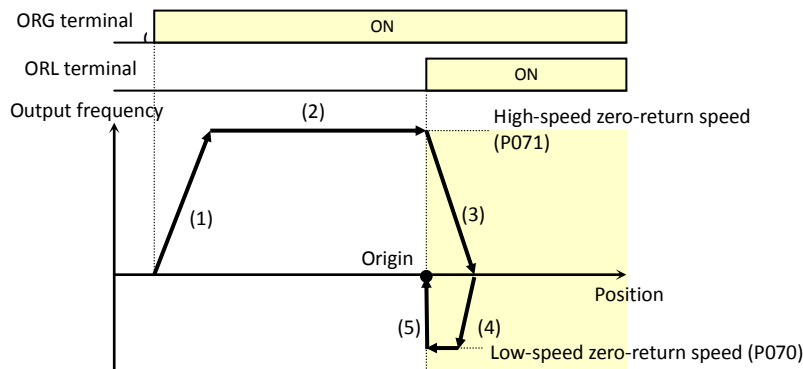 ORG terminal
ON
ORL terminal
ON
Output frequency
(2)
High-speed zero-return speed
(P071)
(1)
(3)
Origin
Position
(5)
(4)
Low-speed zero-return speed (P070)